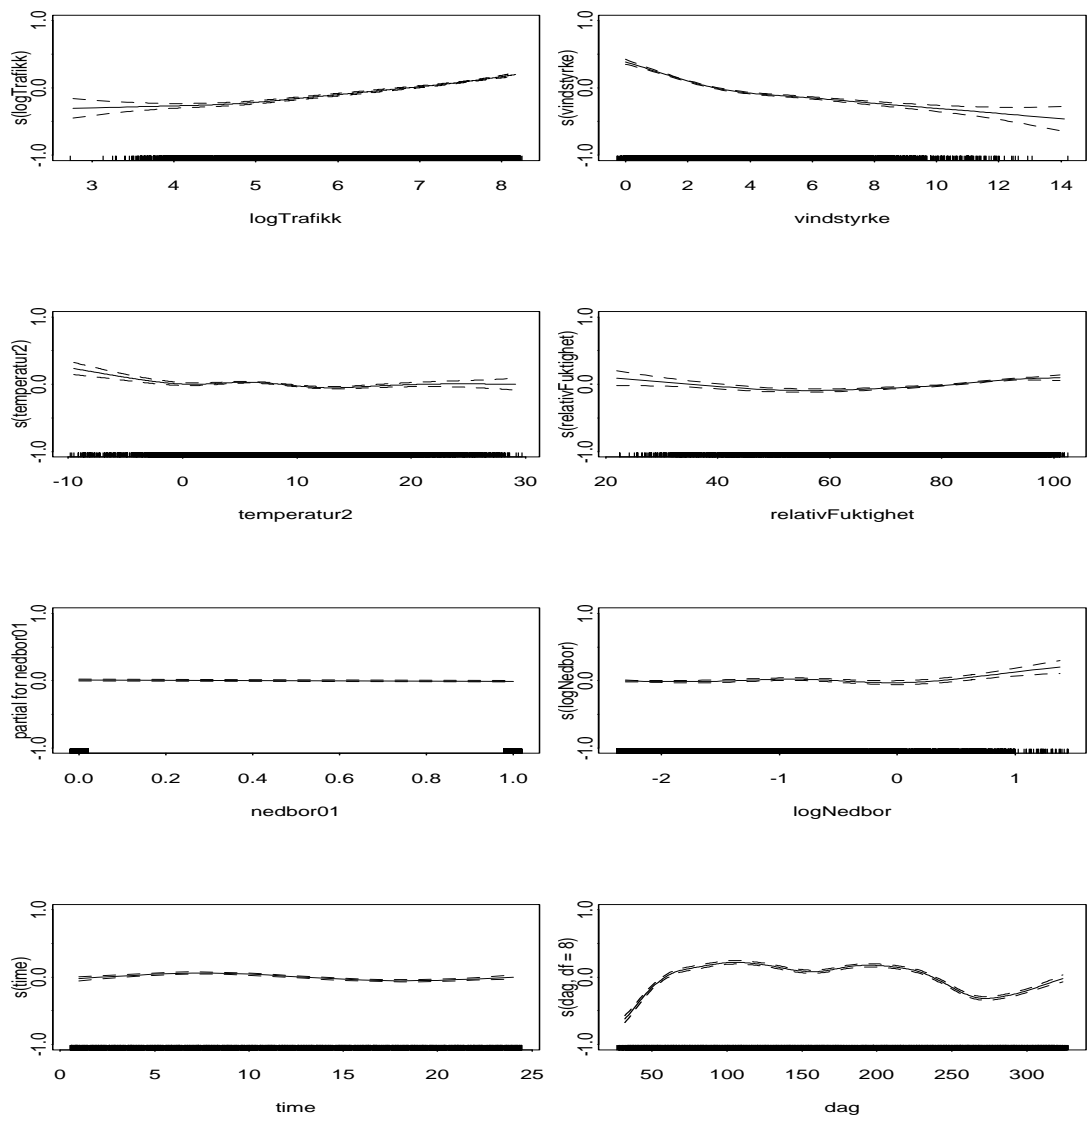 s(logTrafikk)
1.0
0.0
-1.0
3 4 5 6 7 8
logTrafikk
s(vindstyrke)
1.0
0.0
-1.0
0 2 4 6 8 10 12 14
vindstyrke
s(temperatur2)
1.0
0.0
-1.0
-10 0 10 20 30
temperatur2
s(relativFuktighet)
1.0
0.0
-1.0
20 40 60 80 100
relativFuktighet
partial for nedbor01
1.0
0.0
-1.0
0.0 0.2 0.4 0.6 0.8 1.0
nedbor01
s(logNedbor)
1.0
0.0
-1.0
-2 -1 0 1
logNedbor
s(time)
1.0
0.0
-1.0
0 5 10 15 20 25
time
s(dag, df = 8)
1.0
0.0
-1.0
50 100 150 200 250 300
dag